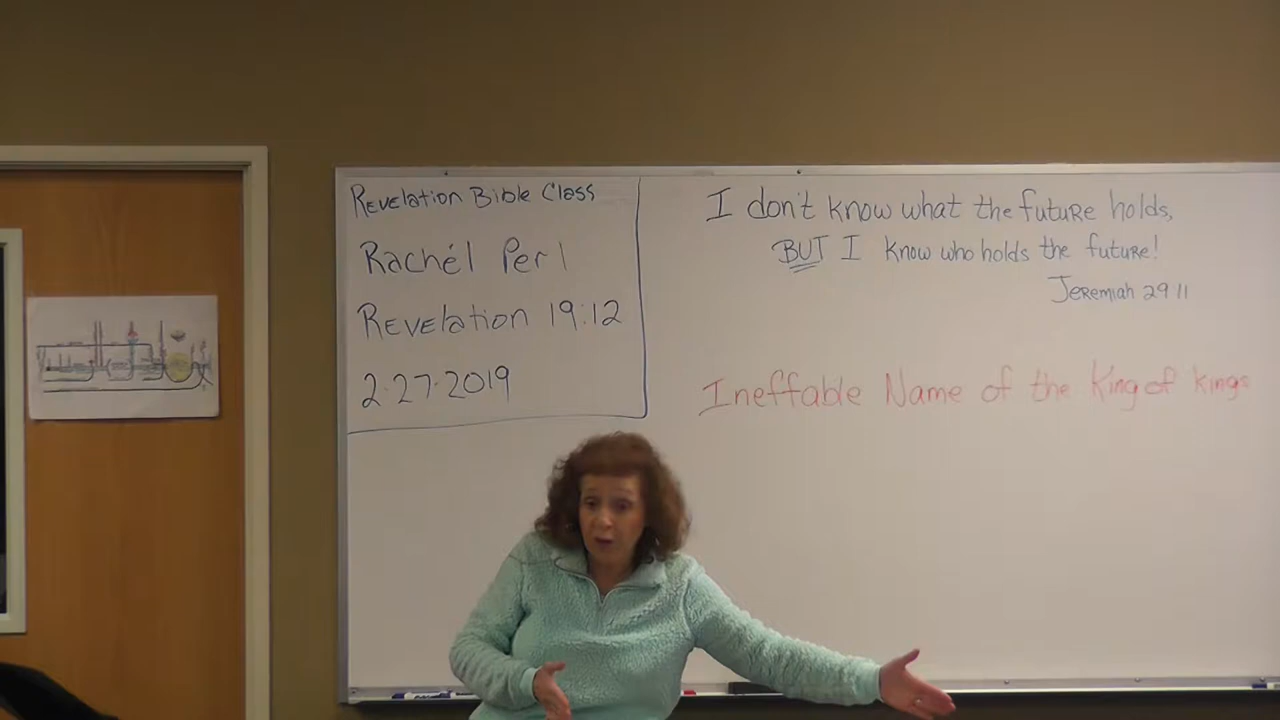 Revelation Bible Class
Rachél Perl
Revelation 19:12
2-27-2019
I don't know what the future holds,
BUT I know who holds the future!
Jeremiah 29 11
Ineffable Name of the King of kings